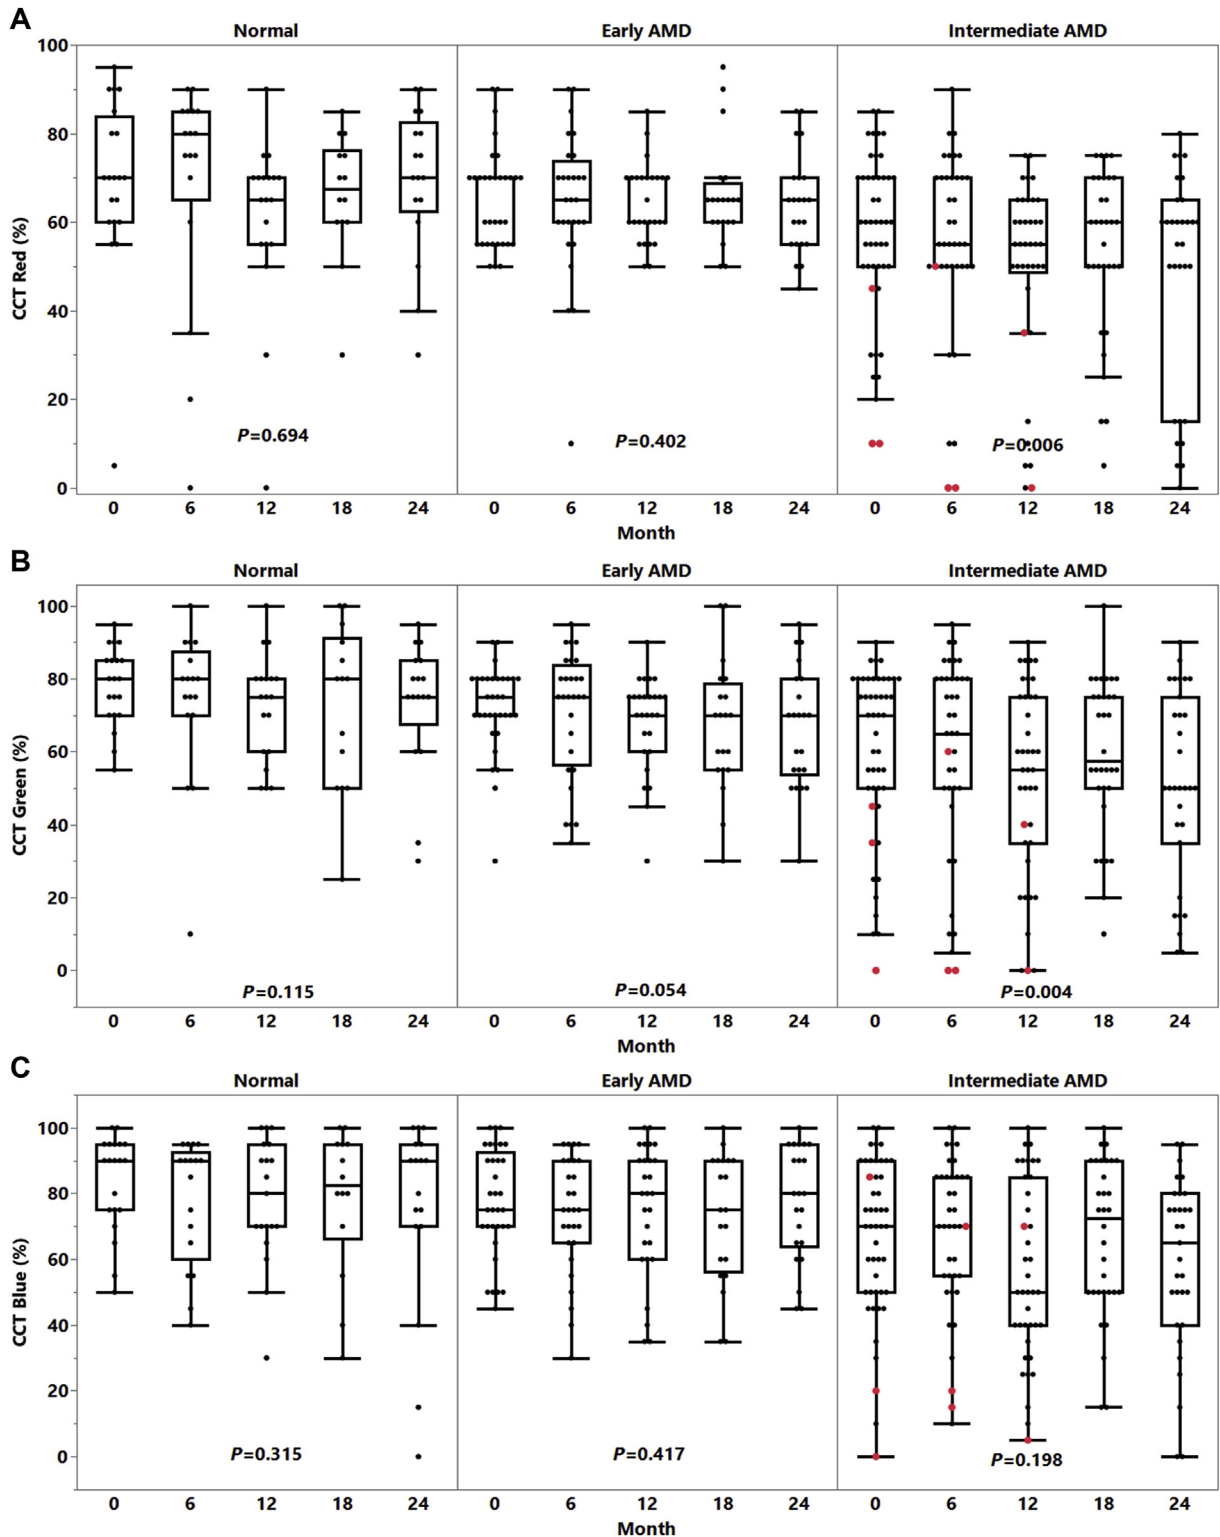 A
Normal Early AMD Intermediate AMD
100
80
60
40
20
0
CCT Red (%)
P=0.694 P=0.402 P=0.006
0 6 12 18 24 0 6 12 18 24 0 6 12 18 24
Month
B
Normal Early AMD Intermediate AMD
100
80
60
40
20
0
CCT Green (%)
P=0.115 P=0.054 P=0.004
0 6 12 18 24 0 6 12 18 24 0 6 12 18 24
Month
C
Normal Early AMD Intermediate AMD
100
80
60
40
20
0
CCT Blue (%)
P=0.315 P=0.417 P=0.198
0 6 12 18 24 0 6 12 18 24 0 6 12 18 24
Month